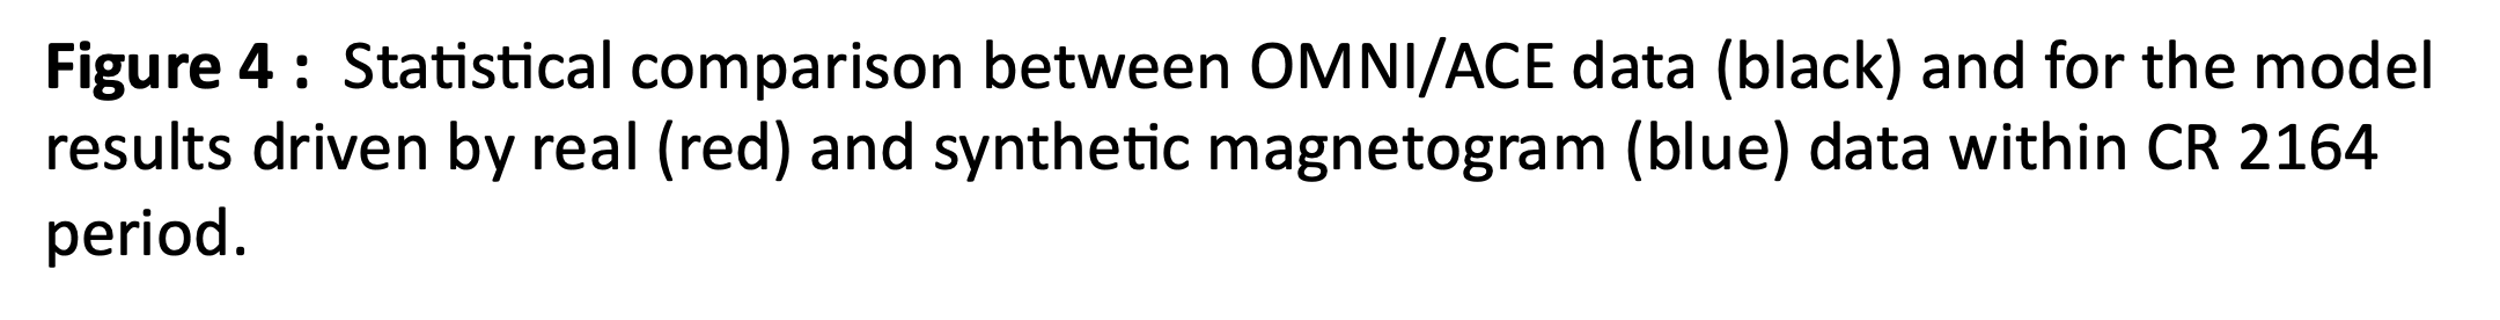 Figure 4 : Statistical comparison between OMNI/ACE data (black) and for the model
results driven by real (red) and synthetic magnetogram (blue) data within CR 2164
period.